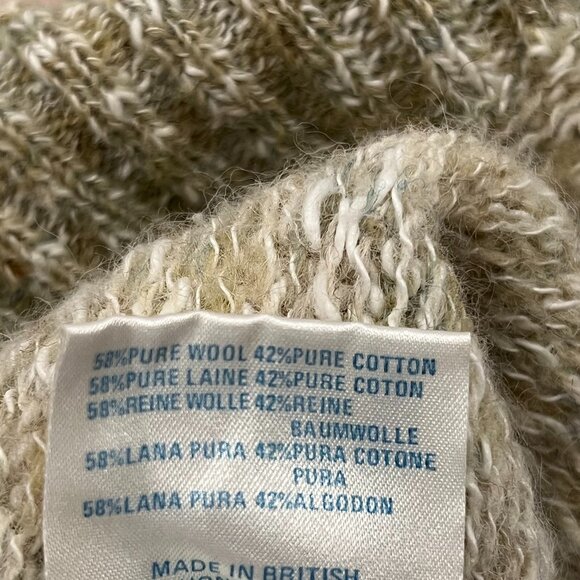 58%PURE WOOL 42%PURE COTTON
58%PURE LAINE 42%PURE COTON
58%REINE WOLLE 42%REINE
BAUMWOLLE
58%LANA PURA 42%PURA COTONE
PURA
58%LANA PURA 42%ALGODON
MADE IN BRITISH